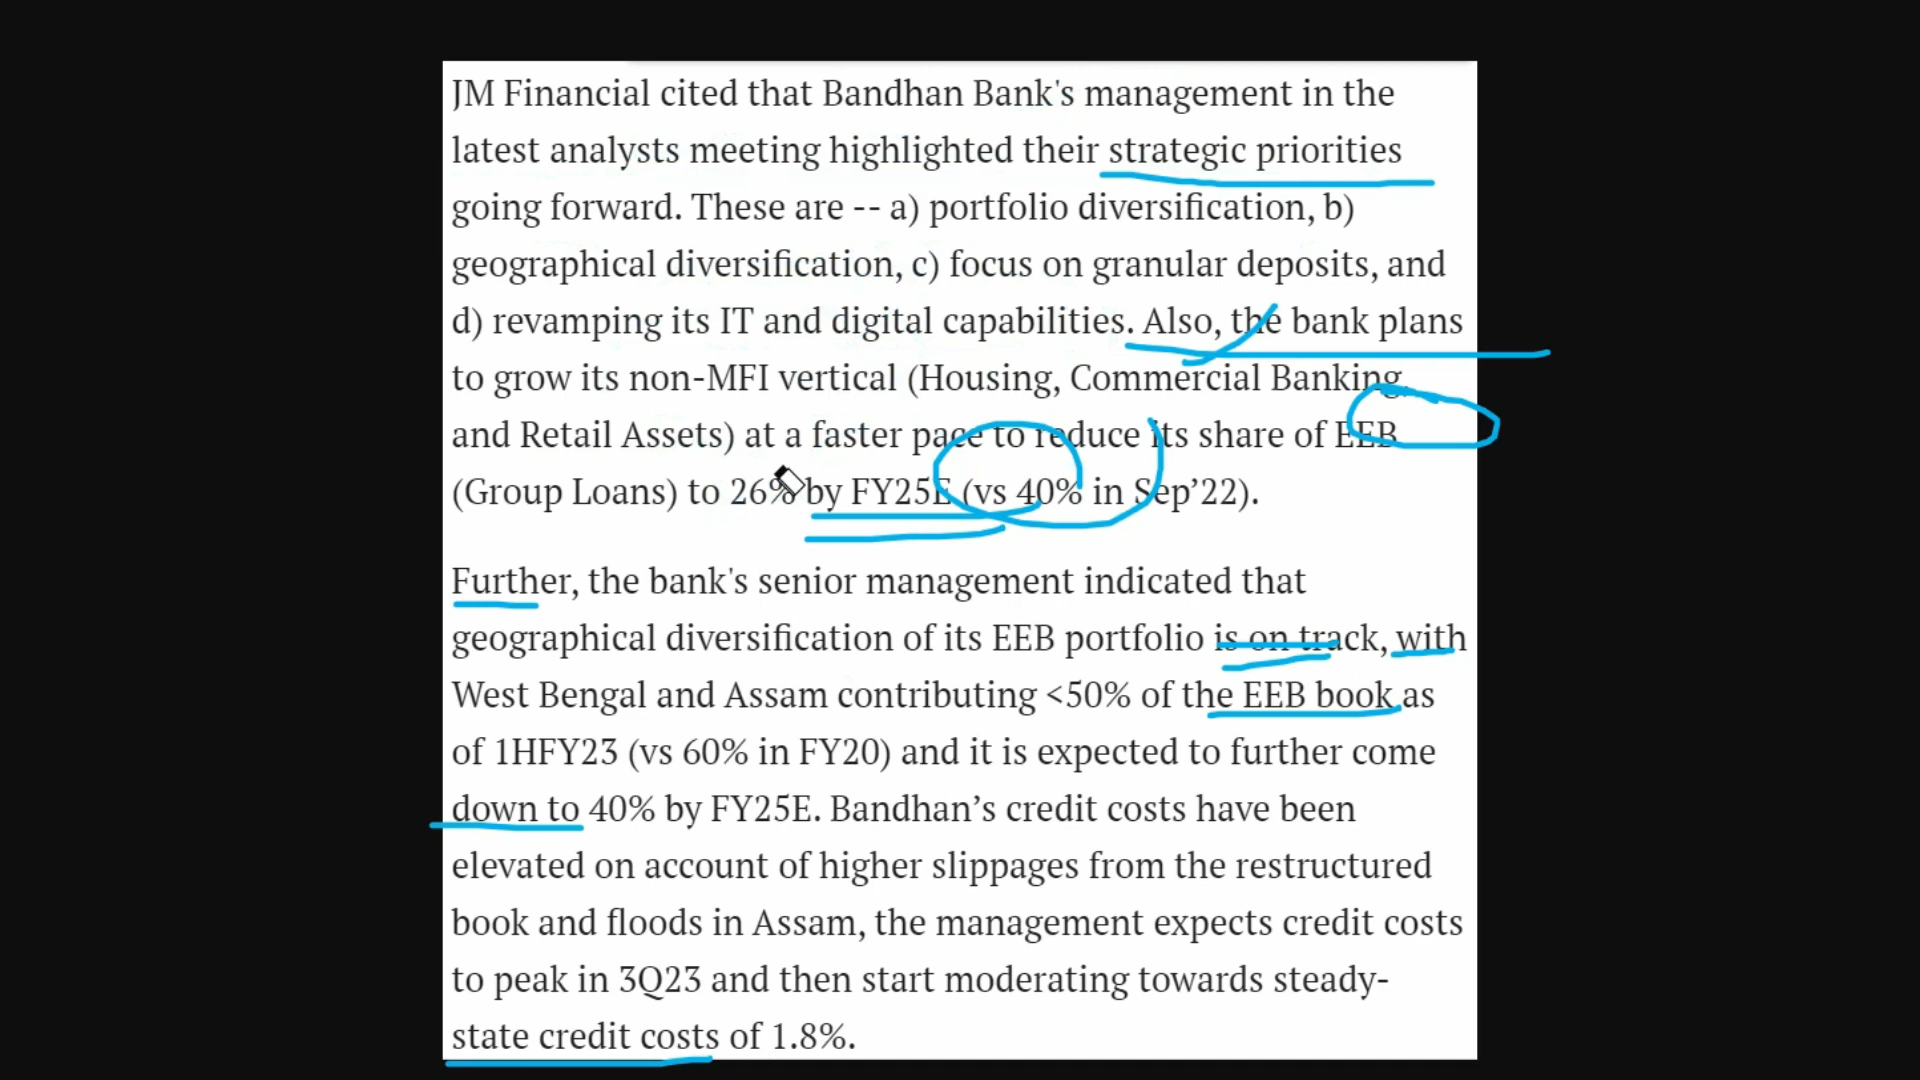 JM Financial cited that Bandhan Bank's management in the
latest analysts meeting highlighted their strategic priorities
going forward. These are -- a) portfolio diversification, b)
geographical diversification, c) focus on granular deposits, and
d) revamping its IT and digital capabilities. Also, the bank plans
to grow its non-MFI vertical (Housing, Commercial Banking,
and Retail Assets) at a faster pace to reduce its share of EEB
(Group Loans) to 26% by FY25E (vs 40% in Sep’22).
Further, the bank's senior management indicated that
geographical diversification of its EEB portfolio is on track, with
West Bengal and Assam contributing <50% of the EEB book as
of 1HFY23 (vs 60% in FY20) and it is expected to further come
down to 40% by FY25E. Bandhan’s credit costs have been
elevated on account of higher slippages from the restructured
book and floods in Assam, the management expects credit costs
to peak in 3Q23 and then start moderating towards steady-
state credit costs of 1.8%.